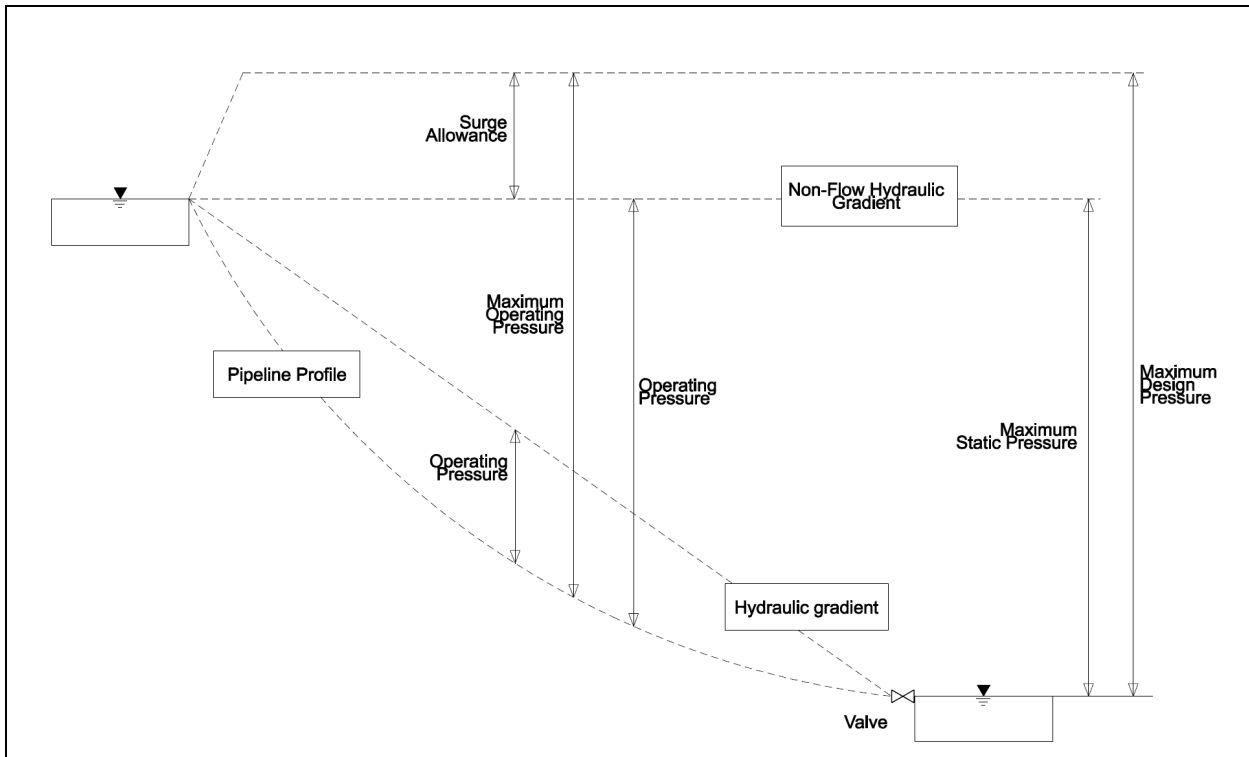 Surge
Allowance
Non-Flow Hydraulic
Gradient
Maximum
Operating
Pressure
Pipeline Profile
Operating
Pressure
Maximum
Design
Pressure
Maximum
Static Pressure
Operating
Pressure
Hydraulic gradient
Valve